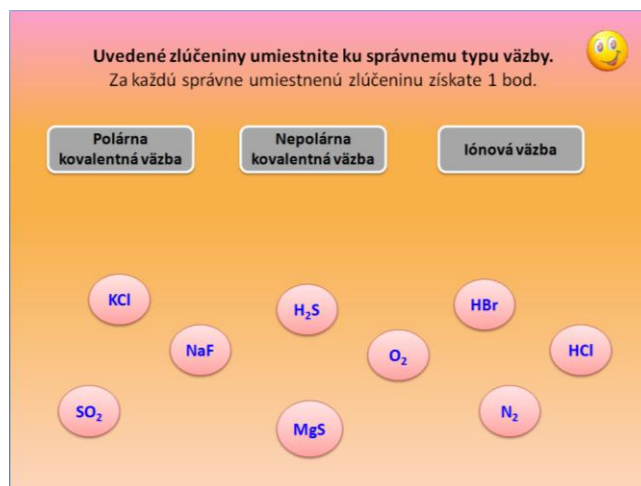 Uvedené zlúčeniny umiestnite ku správnemu typu väzby.
Za každú správne umiestnenú zlúčeninu získate 1 bod.
Polárna
kovalentná väzba
Nepolárna
kovalentná väzba
Iónová väzba
KCl
H₂S
HBr
NaF
O₂
HCl
SO₂
MgS
N₂